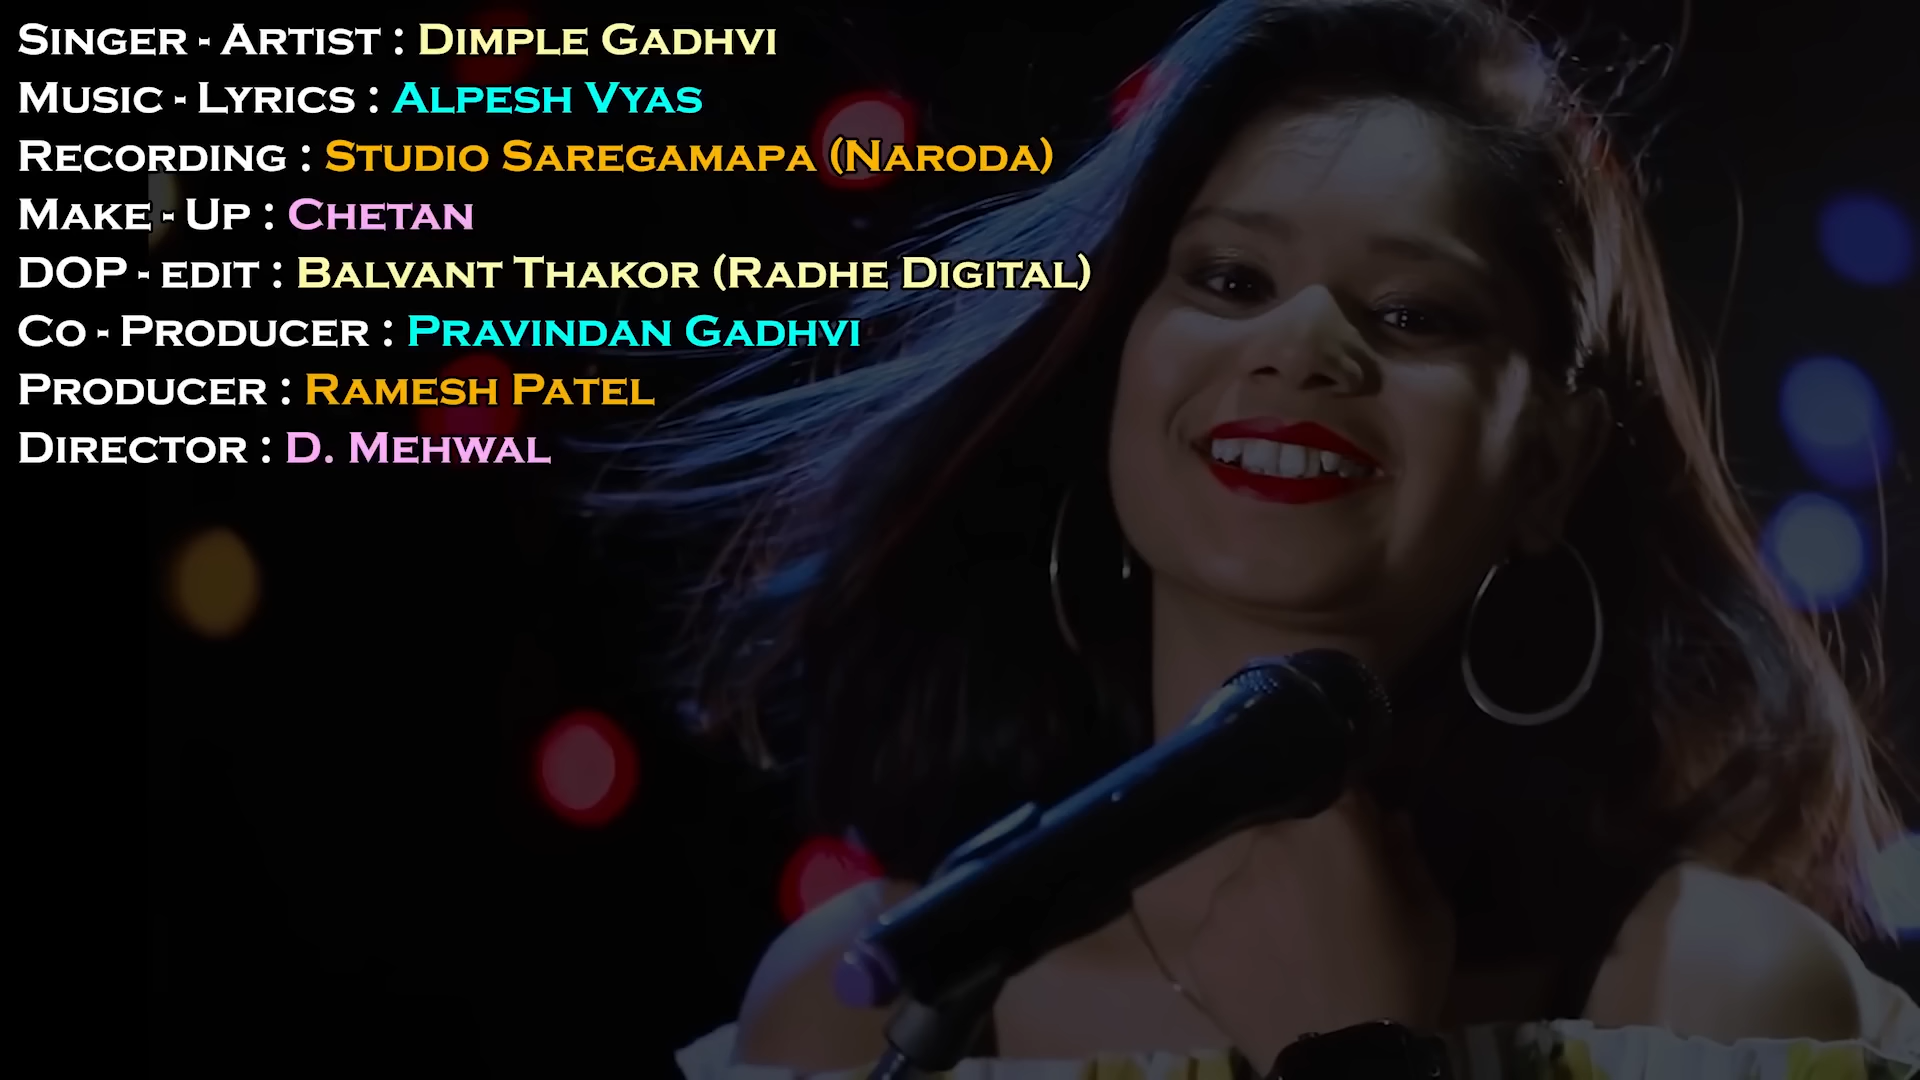 Singer - Artist : Dimple Gadhvi
Music - Lyrics : Alpesh Vyas
Recording : Studio Saregamapa (Naroda)
Make - Up : Chetan
DOP - edit : Balvant Thakor (Radhe Digital)
Co - Producer : Pravindan Gadhvi
Producer : Ramesh Patel
Director : D. Mehwal